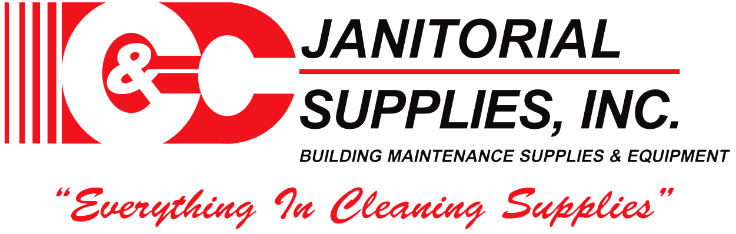 C&C JANITORIAL
SUPPLIES, INC.
BUILDING MAINTENANCE SUPPLIES & EQUIPMENT
“Everything In Cleaning Supplies”